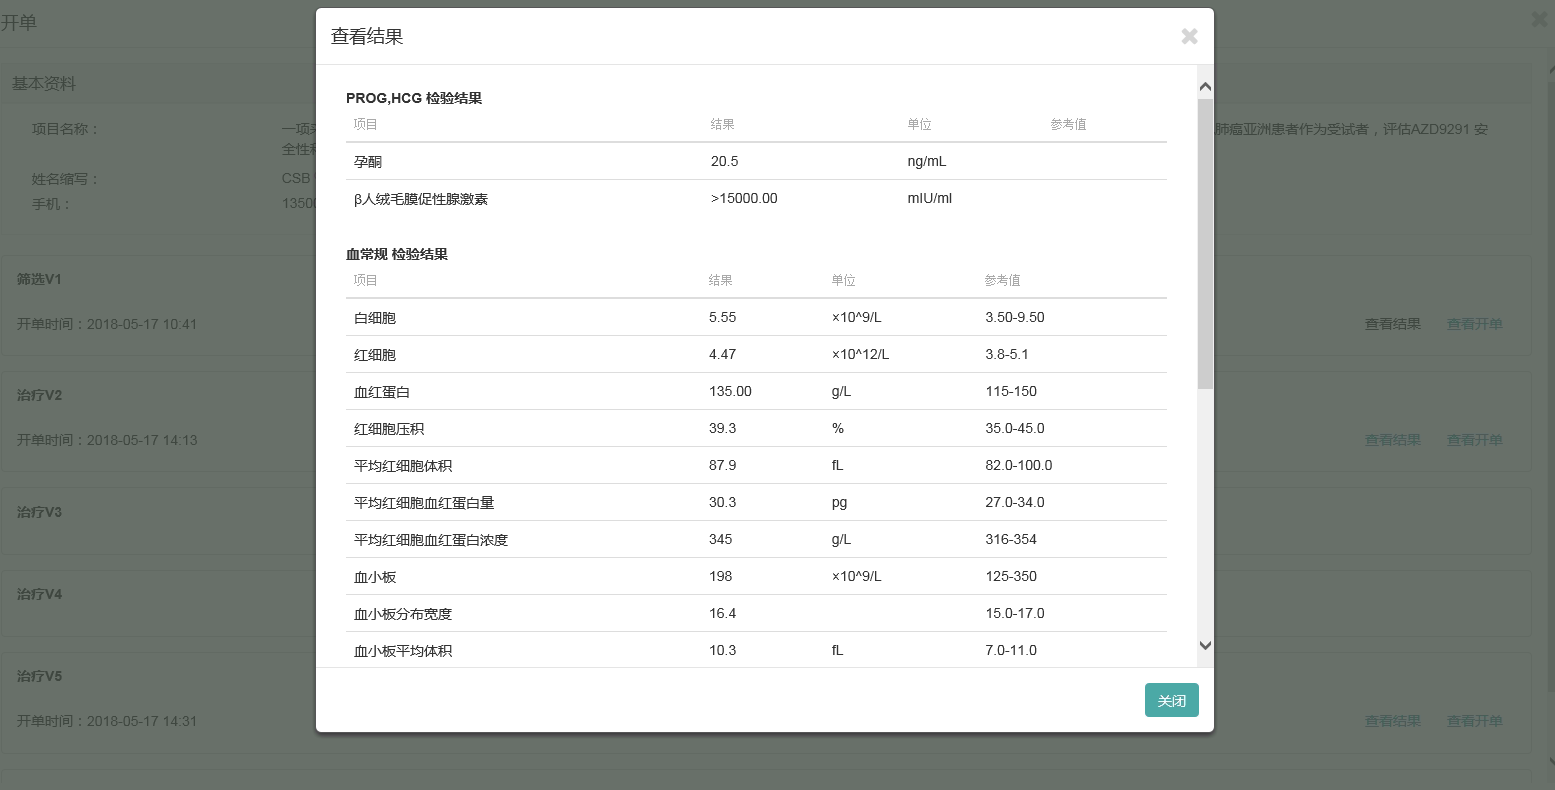 开单
查看结果
基本资料
项目名称：
一项
肺癌亚洲患者作为受试者，评估AZD9291 安
全性
姓名缩写：
CSB
手机：
1350
PROG,HCG 检验结果
项目 结果 单位 参考值
孕酮 20.5 ng/mL
β人绒毛膜促性腺激素 >15000.00 mIU/ml
血常规 检验结果
项目 结果 单位 参考值
白细胞 5.55 ×10^9/L 3.50-9.50
红细胞 4.47 ×10^12/L 3.8-5.1
血红蛋白 135.00 g/L 115-150
红细胞压积 39.3 % 35.0-45.0
平均红细胞体积 87.9 fL 82.0-100.0
平均红细胞血红蛋白量 30.3 pg 27.0-34.0
平均红细胞血红蛋白浓度 345 g/L 316-354
血小板 198 ×10^9/L 125-350
血小板分布宽度 16.4 15.0-17.0
血小板平均体积 10.3 fL 7.0-11.0
关闭
筛选V1
开单时间：2018-05-17 10:41
查看结果 查看开单
治疗V2
开单时间：2018-05-17 14:13
查看结果 查看开单
治疗V3
治疗V4
治疗V5
开单时间：2018-05-17 14:31
查看结果 查看开单